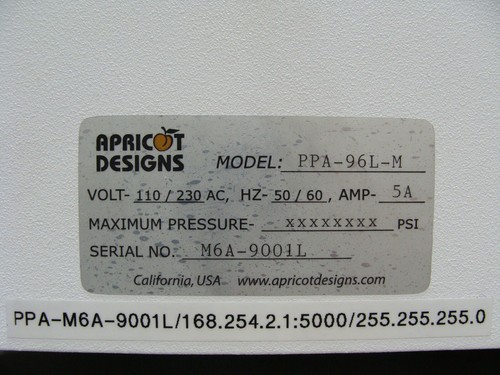 APRICOT
DESIGNS MODEL: PPA-96L-M
VOLT- 110 / 230 AC, HZ- 50 / 60, AMP- 5A
MAXIMUM PRESSURE- xxxxxxxx PSI
SERIAL NO. M6A-9001L
California, USA www.apricotdesigns.com
PPA-M6A-9001L/168.254.2.1:5000/255.255.255.0